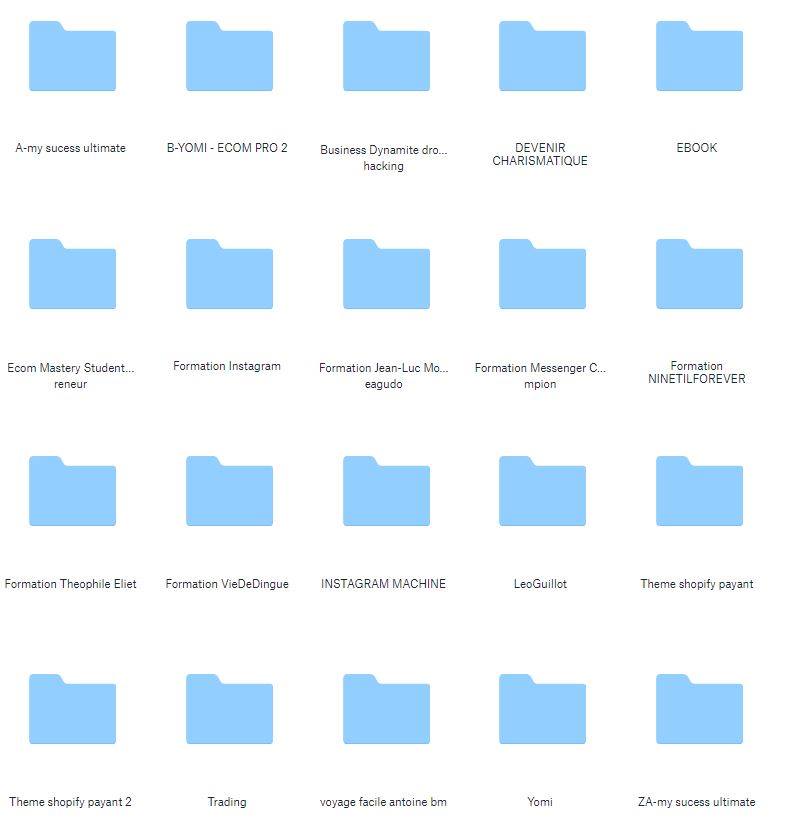 A-my sucess ultimate
B-YOMI - ECOM PRO 2
Business Dynamite dro...
hacking
DEVENIR
CHARISMATIQUE
EBOOK
Ecom Mastery Student...
reneur
Formation Instagram
Formation Jean-Luc Mo...
eagudo
Formation Messenger C...
mpion
Formation
NINETILFOREVER
Formation Theophile Eliet
Formation VieDeDingue
INSTAGRAM MACHINE
LeoGuillot
Theme shopify payant
Theme shopify payant 2
Trading
voyage facile antoine bm
Yomi
ZA-my sucess ultimate